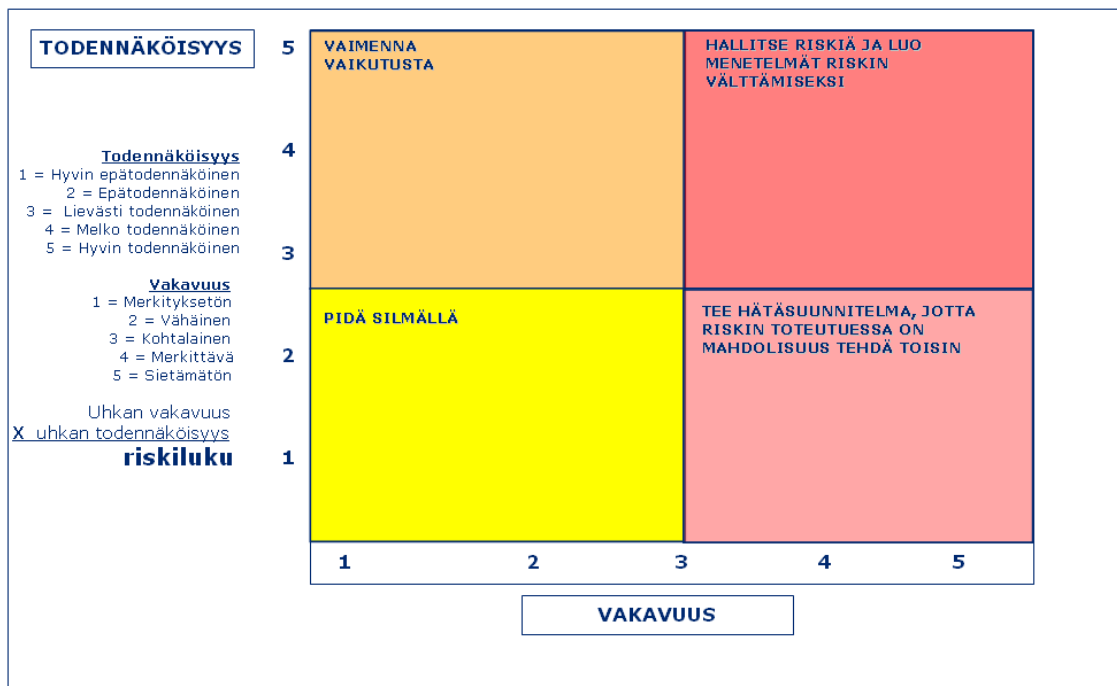 TODENNÄKÖISYYS
Todennäköisyys
1 = Hyvin epätodennäköinen
2 = Epätodennäköinen
3 = Lievästi todennäköinen
4 = Melko todennäköinen
5 = Hyvin todennäköinen
Vakavuus
1 = Merkityksetön
2 = Vähäinen
3 = Kohtalainen
4 = Merkittävä
5 = Sietämätön
Uhkan vakavuus
X uhkan todennäköisyys
riskiluku
5
4
3
2
1
VAIMENNA
VAIKUTUSTA
HALLITSE RISKIÄ JA LUO
MENETELMÄT RISKIN
VÄLTTÄMISEKSI
PIDÄ SILMÄLLÄ
TEE HÄTÄSUUNNITELMA, JOTTA
RISKIN TOTEUTUESSA ON
MAHDOLISUUS TEHDÄ TOISIN
1 2 3 4 5
VAKAVUUS